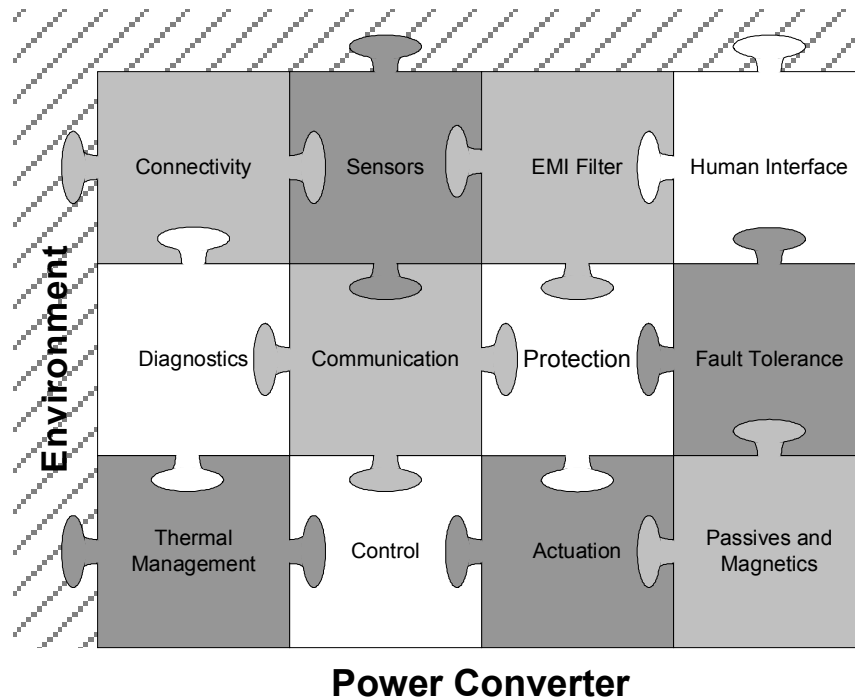 Connectivity
Sensors
EMI Filter
Human Interface
Environment
Diagnostics
Communication
Protection
Fault Tolerance
Thermal
Management
Control
Actuation
Passives and
Magnetics
Power Converter